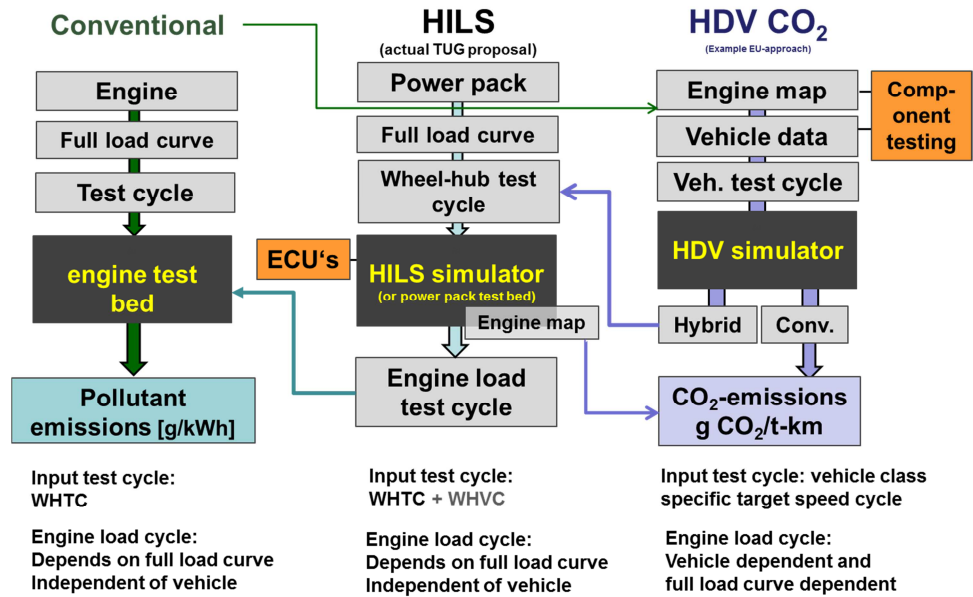 Conventional
Engine
Full load curve
Test cycle
engine test
bed
Pollutant
emissions [g/kWh]
Input test cycle:
WHTC
Engine load cycle:
Depends on full load curve
Independent of vehicle
HILS
(actual TUG proposal)
Power pack
Full load curve
Wheel-hub test
cycle
ECU‘s
HILS simulator
(or power pack test bed)
Engine map
Engine load
test cycle
Input test cycle:
WHTC + WHVC
Engine load cycle:
Depends on full load curve
Independent of vehicle
HDV CO₂
(Example EU-approach)
Engine map
Vehicle data
Veh. test cycle
Comp-
onent
testing
HDV simulator
Hybrid
Conv.
CO₂-emissions
g CO₂/t-km
Input test cycle: vehicle class
specific target speed cycle
Engine load cycle:
Vehicle dependent and
full load curve dependent